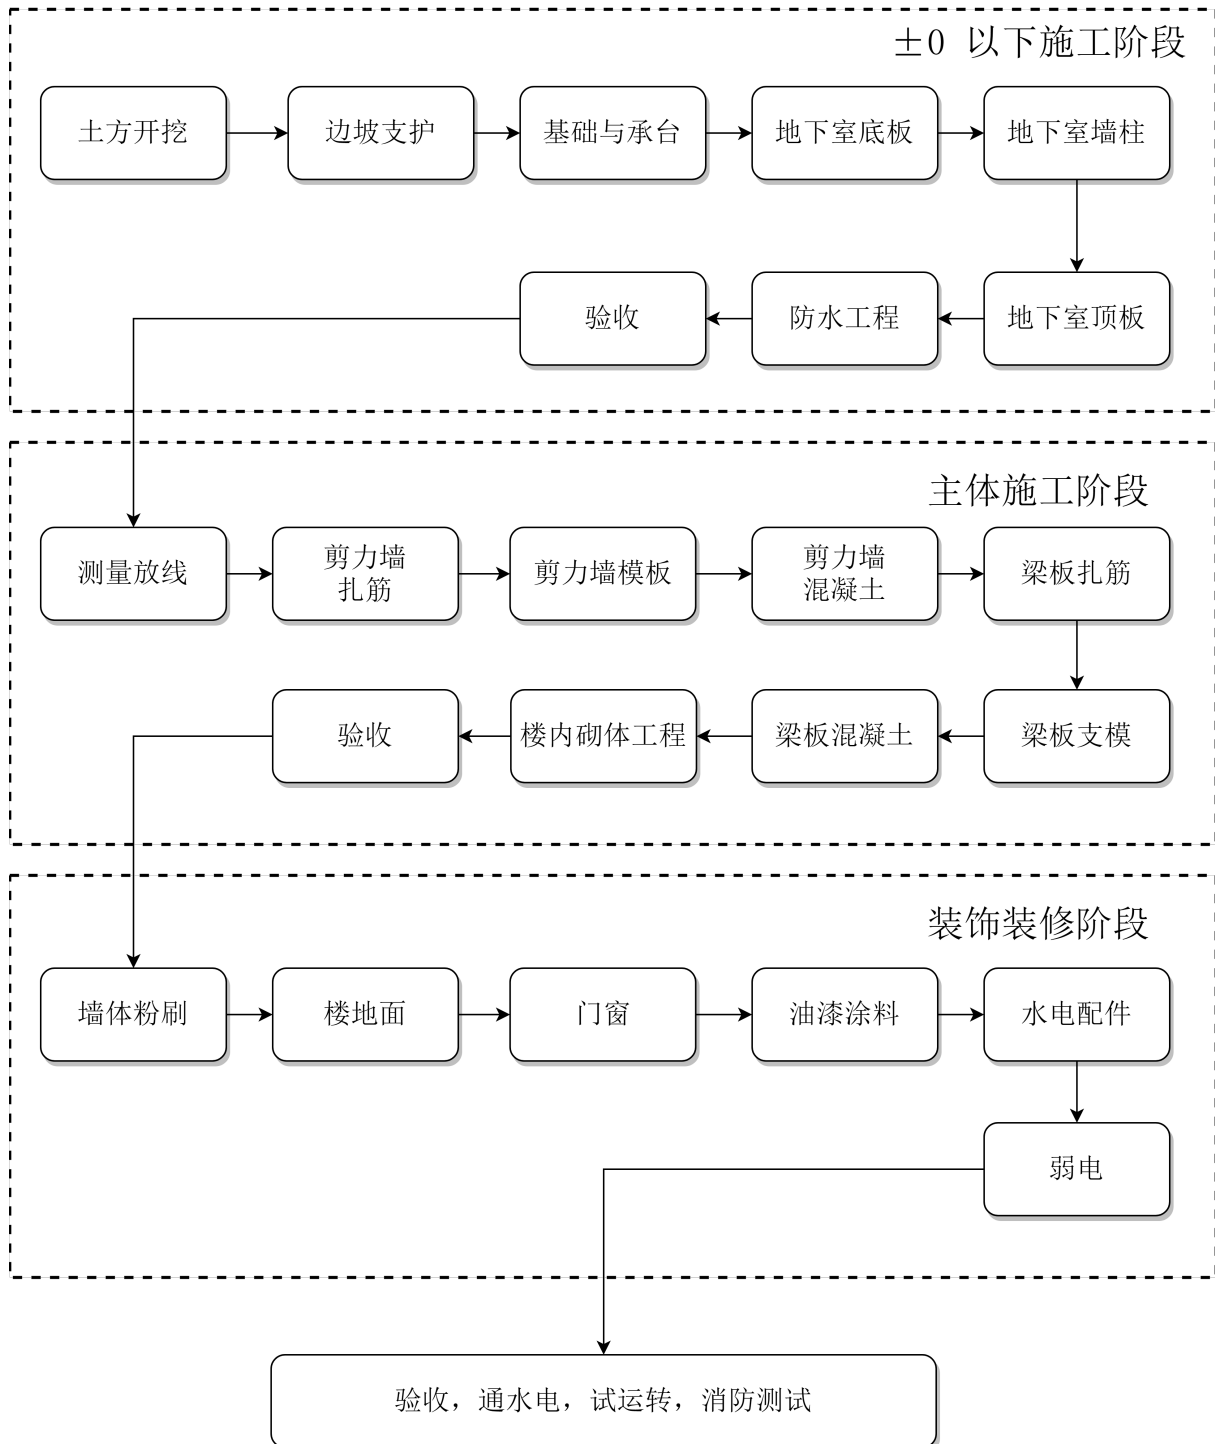 ±0 以下施工阶段
土方开挖
边坡支护
基础与承台
地下室底板
地下室墙柱
地下室顶板
防水工程
验收
主体施工阶段
测量放线
剪力墙
扎筋
剪力墙模板
剪力墙
混凝土
梁板扎筋
梁板支模
梁板混凝土
楼内砌体工程
验收
装饰装修阶段
墙体粉刷
楼地面
门窗
油漆涂料
水电配件
弱电
验收，通水电，试运转，消防测试